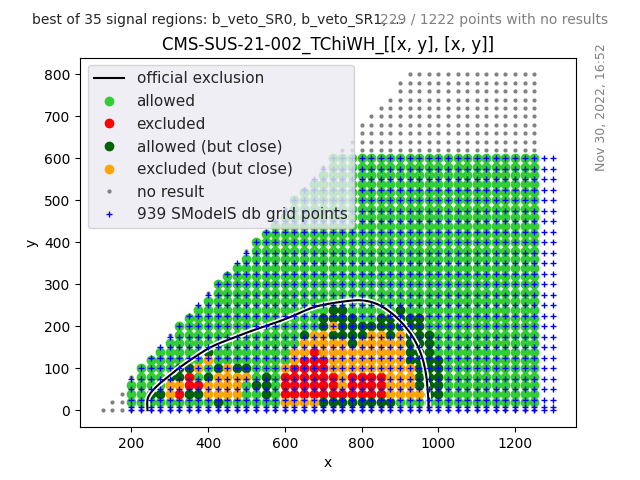 best of 35 signal regions: b_veto_SR0, b_veto_SR1, ..
229 / 1222 points with no results
CMS-SUS-21-002_TChiWH_[[x, y], [x, y]]
official exclusion
allowed
excluded
allowed (but close)
excluded (but close)
no result
939 SModelS db grid points
800
700
600
500
400
300
200
100
0
y
200
400
600
800
1000
1200
x
Nov 30, 2022, 16:52